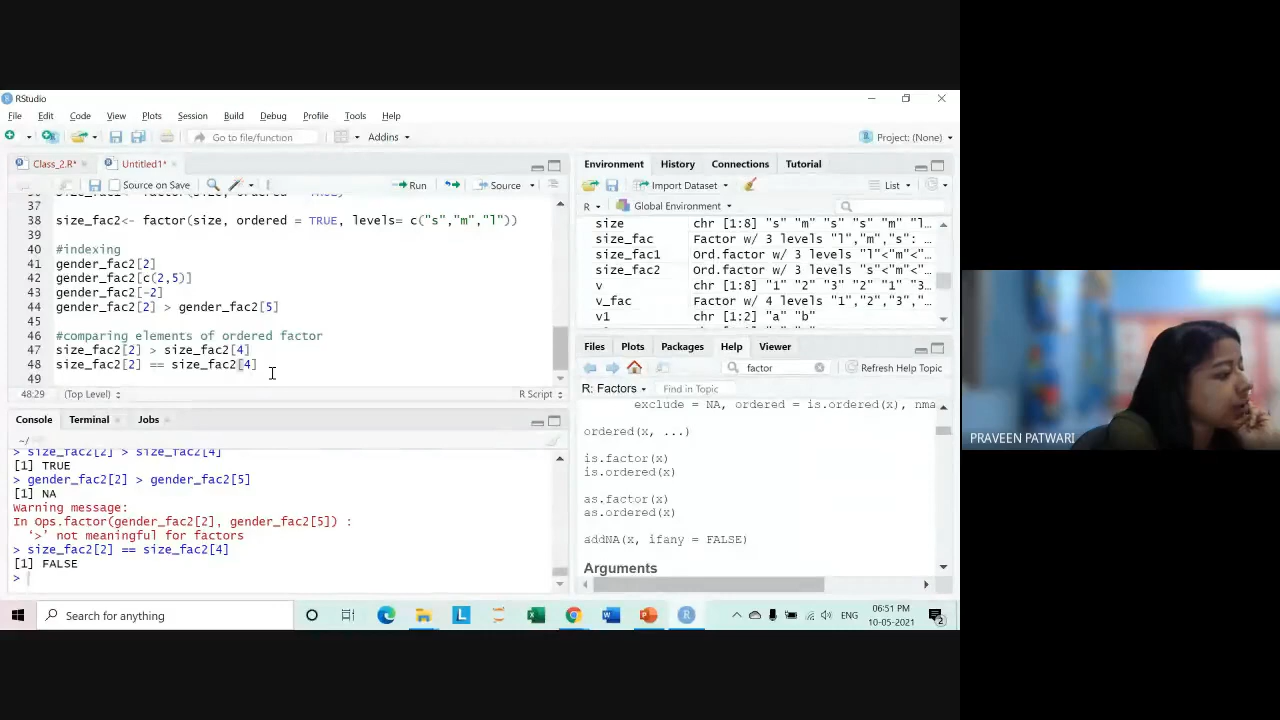 RStudio
File Edit Code View Plots Session Build Debug Profile Tools Help
Go to file/function Addins Project: (None)
Class_2.R* Untitled1*
Source on Save Run Source
37
38 size_fac2<- factor(size, ordered = TRUE, levels= c("s","m","l"))
39
40 #indexing
41 gender_fac2[2]
42 gender_fac2[c(2,5)]
43 gender_fac2[-2]
44 gender_fac2[2] > gender_fac2[5]
45
46 #comparing elements of ordered factor
47 size_fac2[2] > size_fac2[4]
48 size_fac2[2] == size_fac2[4]
49
48:29 (Top Level) R Script
Console Terminal Jobs
~/
> size_fac2[2] > size_fac2[4]
[1] TRUE
> gender_fac2[2] > gender_fac2[5]
[1] NA
Warning message:
In Ops.factor(gender_fac2[2], gender_fac2[5]) :
‘>’ not meaningful for factors
> size_fac2[2] == size_fac2[4]
[1] FALSE
>
Environment History Connections Tutorial
Import Dataset List
R Global Environment
size chr [1:8] "s" "m" "s" "s" "m" "l…
size_fac Factor w/ 3 levels "l","m","s": …
size_fac1 Ord.factor w/ 3 levels "l"<"m"<…
size_fac2 Ord.factor w/ 3 levels "s"<"m"<…
v chr [1:8] "1" "2" "3" "2" "1" "3…
v_fac Factor w/ 4 levels "1","2","3",…
v1 chr [1:2] "a" "b"
Files Plots Packages Help Viewer
factor Refresh Help Topic
R: Factors Find in Topic
exclude = NA, ordered = is.ordered(x), nma
ordered(x, ...)
is.factor(x)
is.ordered(x)
as.factor(x)
as.ordered(x)
addNA(x, ifany = FALSE)
Arguments
PRAVEEN PATWARI
Search for anything
ENG
06:51 PM
10-05-2021
2